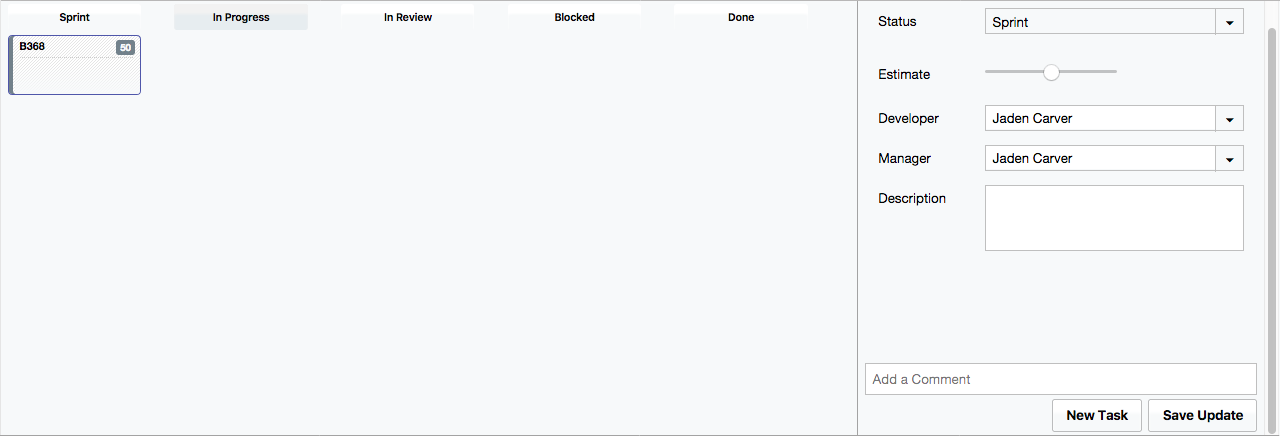 Sprint
In Progress
In Review
Blocked
Done
B368
50
Status
Sprint
Estimate
Developer
Jaden Carver
Manager
Jaden Carver
Description
Add a Comment
New Task
Save Update